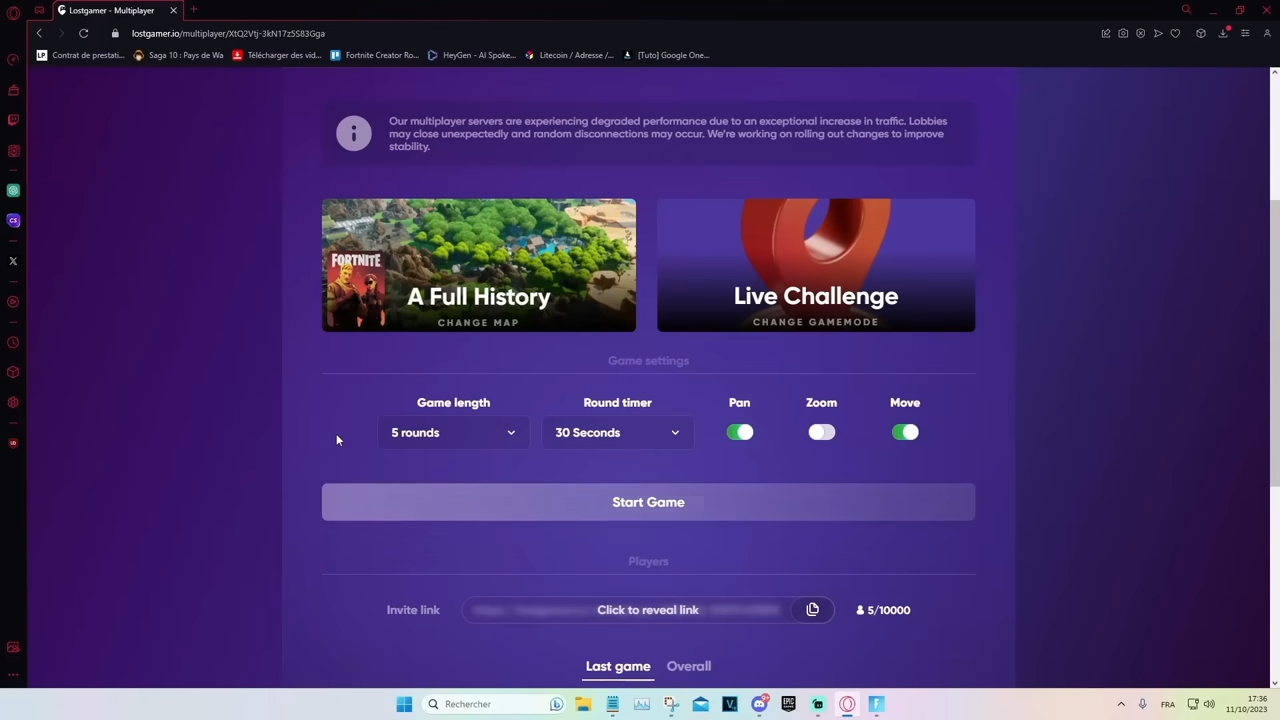 Lostgamer - Multiplayer
lostgamer.io/multiplayer/XtQ2Vtj-3kN17z5S83Gga
LP Contrat de prestati...
Saga 10 : Pays de Wa
Télécharger des vid...
Fortnite Creator Ro...
HeyGen - AI Spoke...
Litecoin / Adresse /...
[Tuto] Google One...
Our multiplayer servers are experiencing degraded performance due to an exceptional increase in traffic. Lobbies
may close unexpectedly and random disconnections may occur. We're working on rolling out changes to improve
stability.
FORTNITE
A Full History
CHANGE MAP
Live Challenge
CHANGE GAMEMODE
Game settings
Game length
Round timer
Pan
Zoom
Move
5 rounds
30 Seconds
Start Game
Players
Invite link
Click to reveal link
5/10000
Last game
Overall
Rechercher
9+
FRA
17:36
11/10/2023